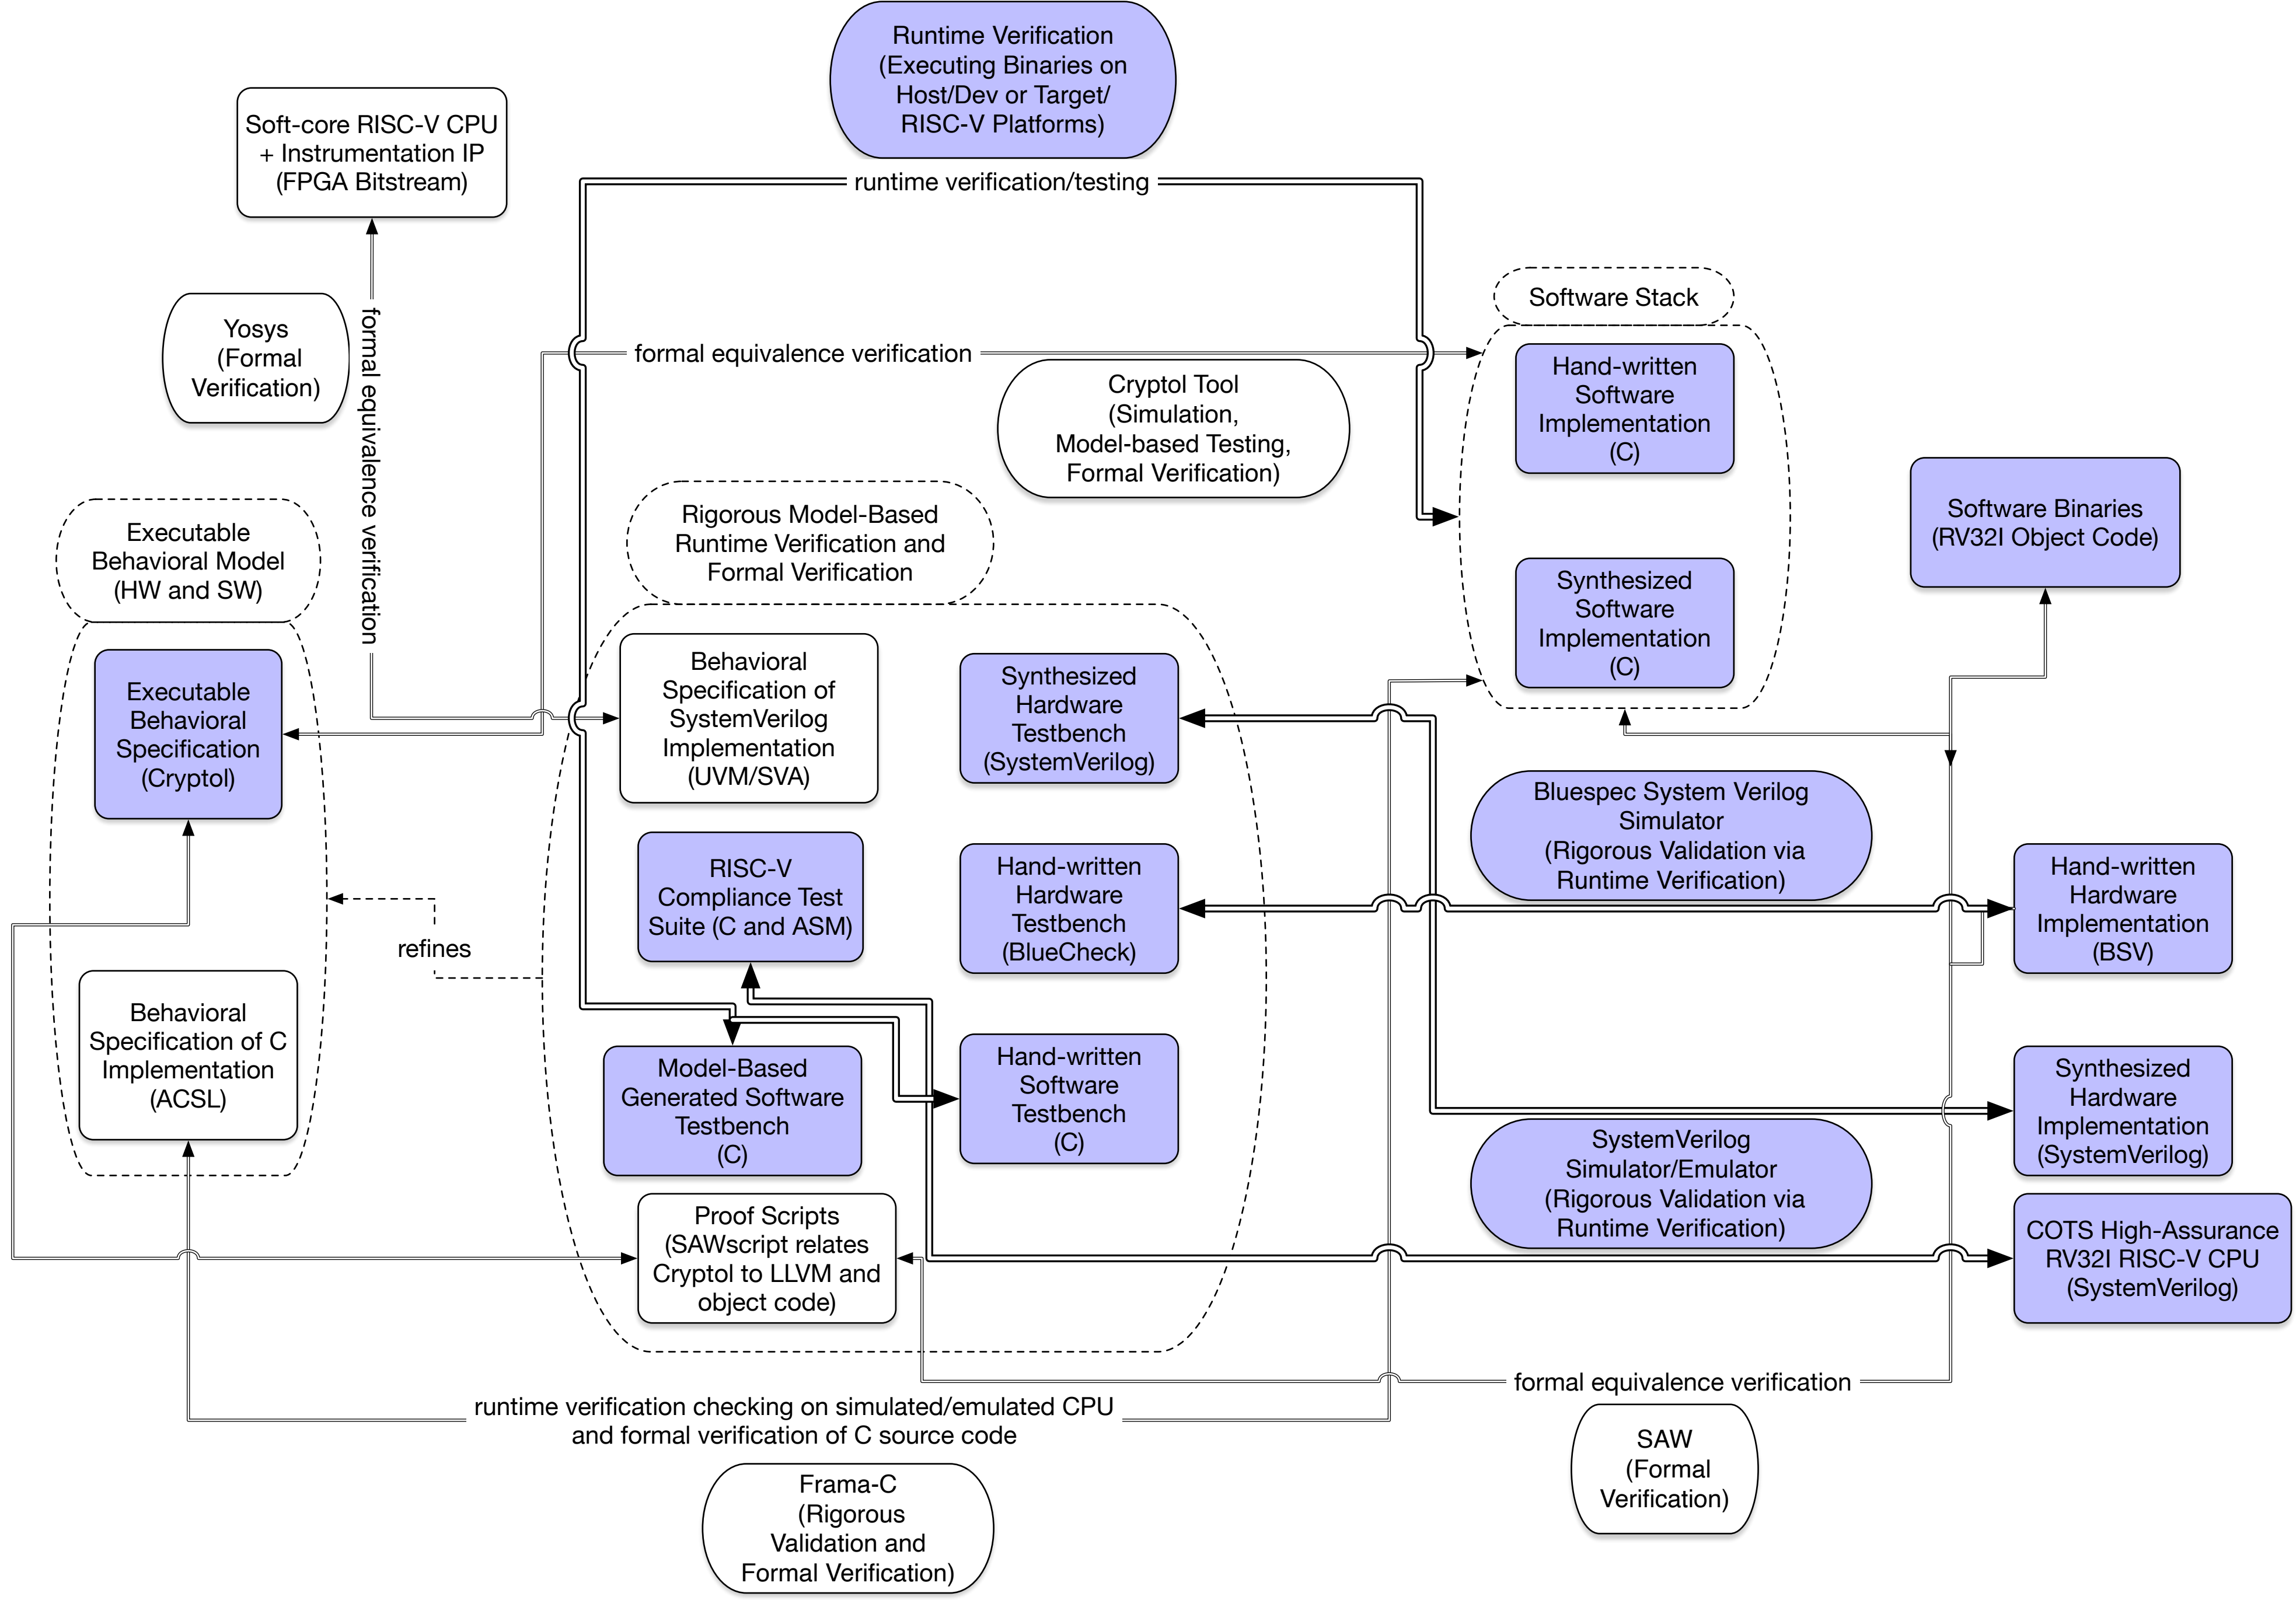 Runtime Verification
(Executing Binaries on
Host/Dev or Target/
RISC-V Platforms)
Soft-core RISC-V CPU
+ Instrumentation IP
(FPGA Bitstream)
runtime verification/testing
Yosys
(Formal
Verification)
formal equivalence verification
formal equivalence verification
Software Stack
Hand-written
Software
Implementation
(C)
Cryptol Tool
(Simulation,
Model-based Testing,
Formal Verification)
Software Binaries
(RV32I Object Code)
Executable
Behavioral Model
(HW and SW)
Rigorous Model-Based
Runtime Verification and
Formal Verification
Synthesized
Software
Implementation
(C)
Executable
Behavioral
Specification
(Cryptol)
Behavioral
Specification of
SystemVerilog
Implementation
(UVM/SVA)
Synthesized
Hardware
Testbench
(SystemVerilog)
Bluespec System Verilog
Simulator
(Rigorous Validation via
Runtime Verification)
RISC-V
Compliance Test
Suite (C and ASM)
Hand-written
Hardware
Testbench
(BlueCheck)
Hand-written
Hardware
Implementation
(BSV)
refines
Behavioral
Specification of C
Implementation
(ACSL)
Model-Based
Generated Software
Testbench
(C)
Hand-written
Software
Testbench
(C)
Synthesized
Hardware
Implementation
(SystemVerilog)
SystemVerilog
Simulator/Emulator
(Rigorous Validation via
Runtime Verification)
Proof Scripts
(SAWscript relates
Cryptol to LLVM and
object code)
COTS High-Assurance
RV32I RISC-V CPU
(SystemVerilog)
formal equivalence verification
runtime verification checking on simulated/emulated CPU
and formal verification of C source code
SAW
(Formal
Verification)
Frama-C
(Rigorous
Validation and
Formal Verification)